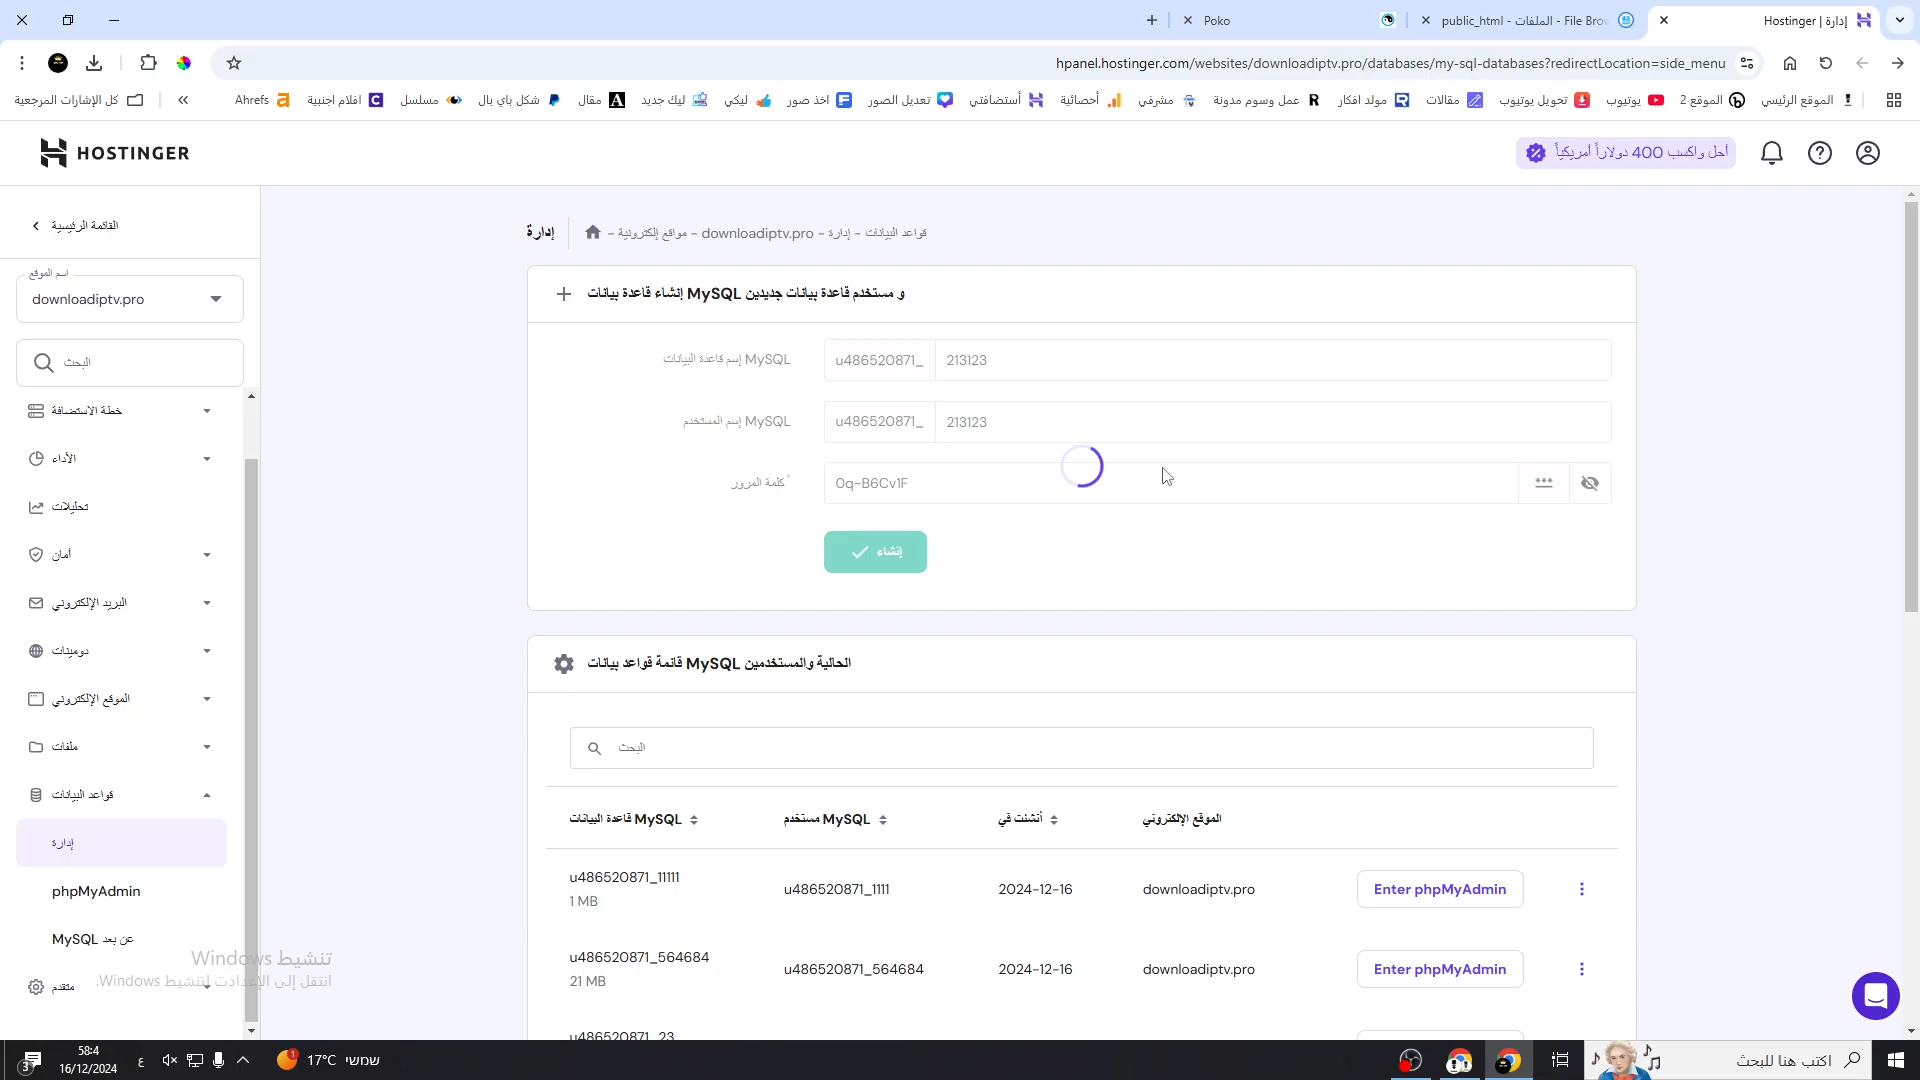 إدارة | Hostinger
public_html - الملفات - File Brow
Poko
hpanel.hostinger.com/websites/downloadiptv.pro/databases/my-sql-databases?redirectLocation=side_menu
الموقع الرئيسي
الموقع 2
يوتيوب
تحويل يوتيوب
مقالات
مولد افكار
عمل وسوم مدونة
مشرفي
أحصائية
أستضافتي
تعديل الصور
اخذ صور
ليكي
ليك جديد
مقال
شكل باي بال
مسلسل
افلام اجنبية
Ahrefs
كل الإشارات المرجعية
HOSTINGER
أحل واكسب 400 دولاراً أمريكياً
القائمة الرئيسية
اسم الموقع
downloadiptv.pro
البحث
خطة الاستضافة
الأداء
تحليلات
أمان
البريد الإلكتروني
دومينات
الموقع الإلكتروني
ملفات
قواعد البيانات
إدارة
phpMyAdmin
عن بعد MySQL
متقدم
إدارة
قواعد البيانات - إدارة - downloadiptv.pro - مواقع إلكترونية -
و مستخدم قاعدة بيانات جديدين MySQL إنشاء قاعدة بيانات
MySQL إسم قاعدة البيانات
u486520871_
213123
MySQL إسم المستخدم
u486520871_
213123
*كلمة المرور
0q~B6Cv1F
إنشاء
الحالية والمستخدمين MySQL قائمة قواعد بيانات
البحث
MySQL قاعدة البيانات
MySQL مستخدم
أنشئت في
الموقع الإلكتروني
u486520871_11111
1 MB
u486520871_1111
2024-12-16
downloadiptv.pro
Enter phpMyAdmin
u486520871_564684
21 MB
u486520871_564684
2024-12-16
downloadiptv.pro
Enter phpMyAdmin
u486520871_23
تنشيط Windows
انتقل إلى الإعدادت لتنشيط Windows.
اكتب هنا للبحث
1
17°C שמשי
ع
58:4
16/12/2024
3